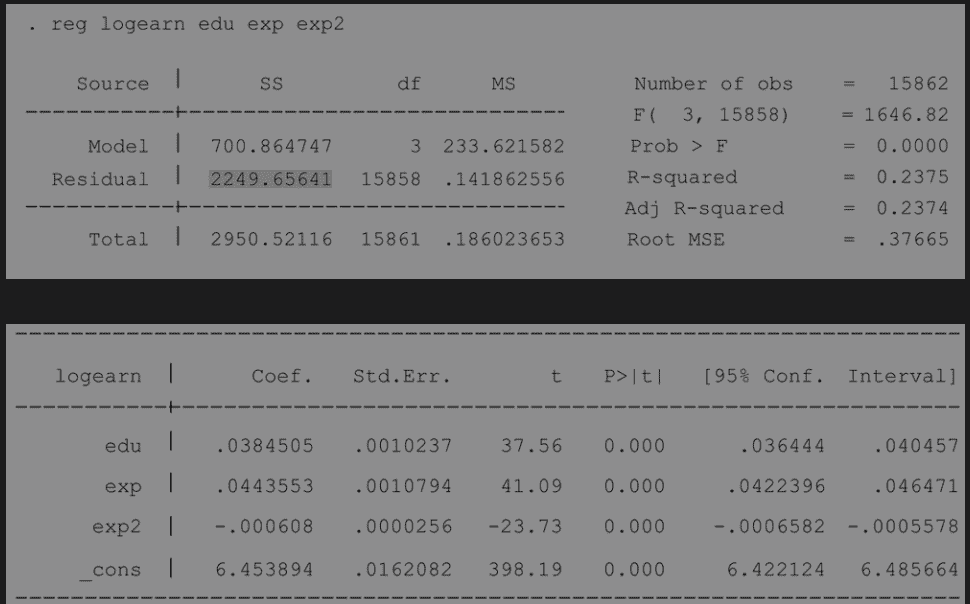 . reg logearn edu exp exp2
Source | SS df MS Number of obs = 15862
F( 3, 15858) = 1646.82
Model | 700.864747 3 233.621582 Prob > F = 0.0000
Residual | 2249.65641 15858 .141862556 R-squared = 0.2375
Adj R-squared = 0.2374
Total | 2950.52116 15861 .186023653 Root MSE = .37665
logearn | Coef. Std.Err. t P>|t| [95% Conf. Interval]
edu | .0384505 .0010237 37.56 0.000 .036444 .040457
exp | .0443553 .0010794 41.09 0.000 .0422396 .046471
exp2 | -.000608 .0000256 -23.73 0.000 -.0006582 -.0005578
_cons | 6.453894 .0162082 398.19 0.000 6.422124 6.485664